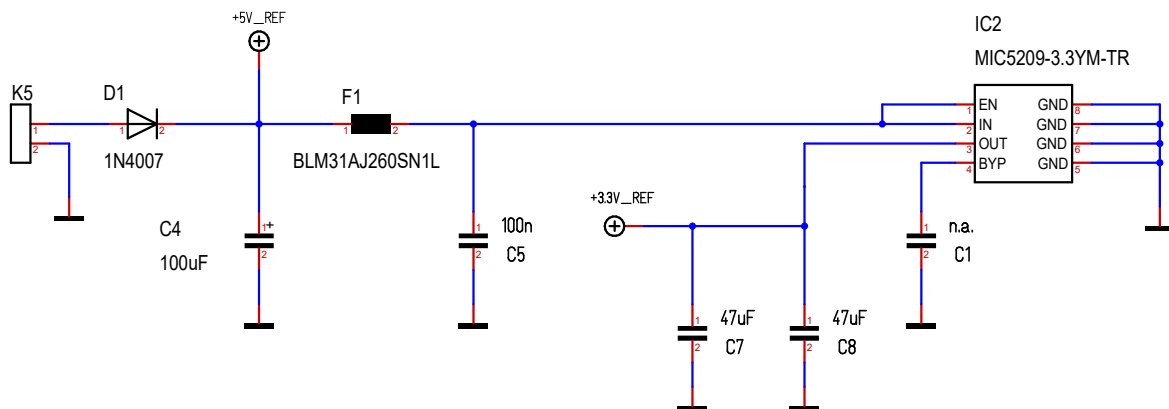 +5V_REF
IC2
MIC5209-3.3YM-TR
K5
D1
F1
1
2
1
2
1N4007
1
2
BLM31AJ260SN1L
1
EN
GND
8
2
IN
GND
7
3
OUT
GND
6
4
BYP
GND
5
+3.3V_REF
C4
100uF
1
+
2
100n
1
2
C5
n.a.
1
2
C1
47uF
1
2
C7
47uF
1
2
C8